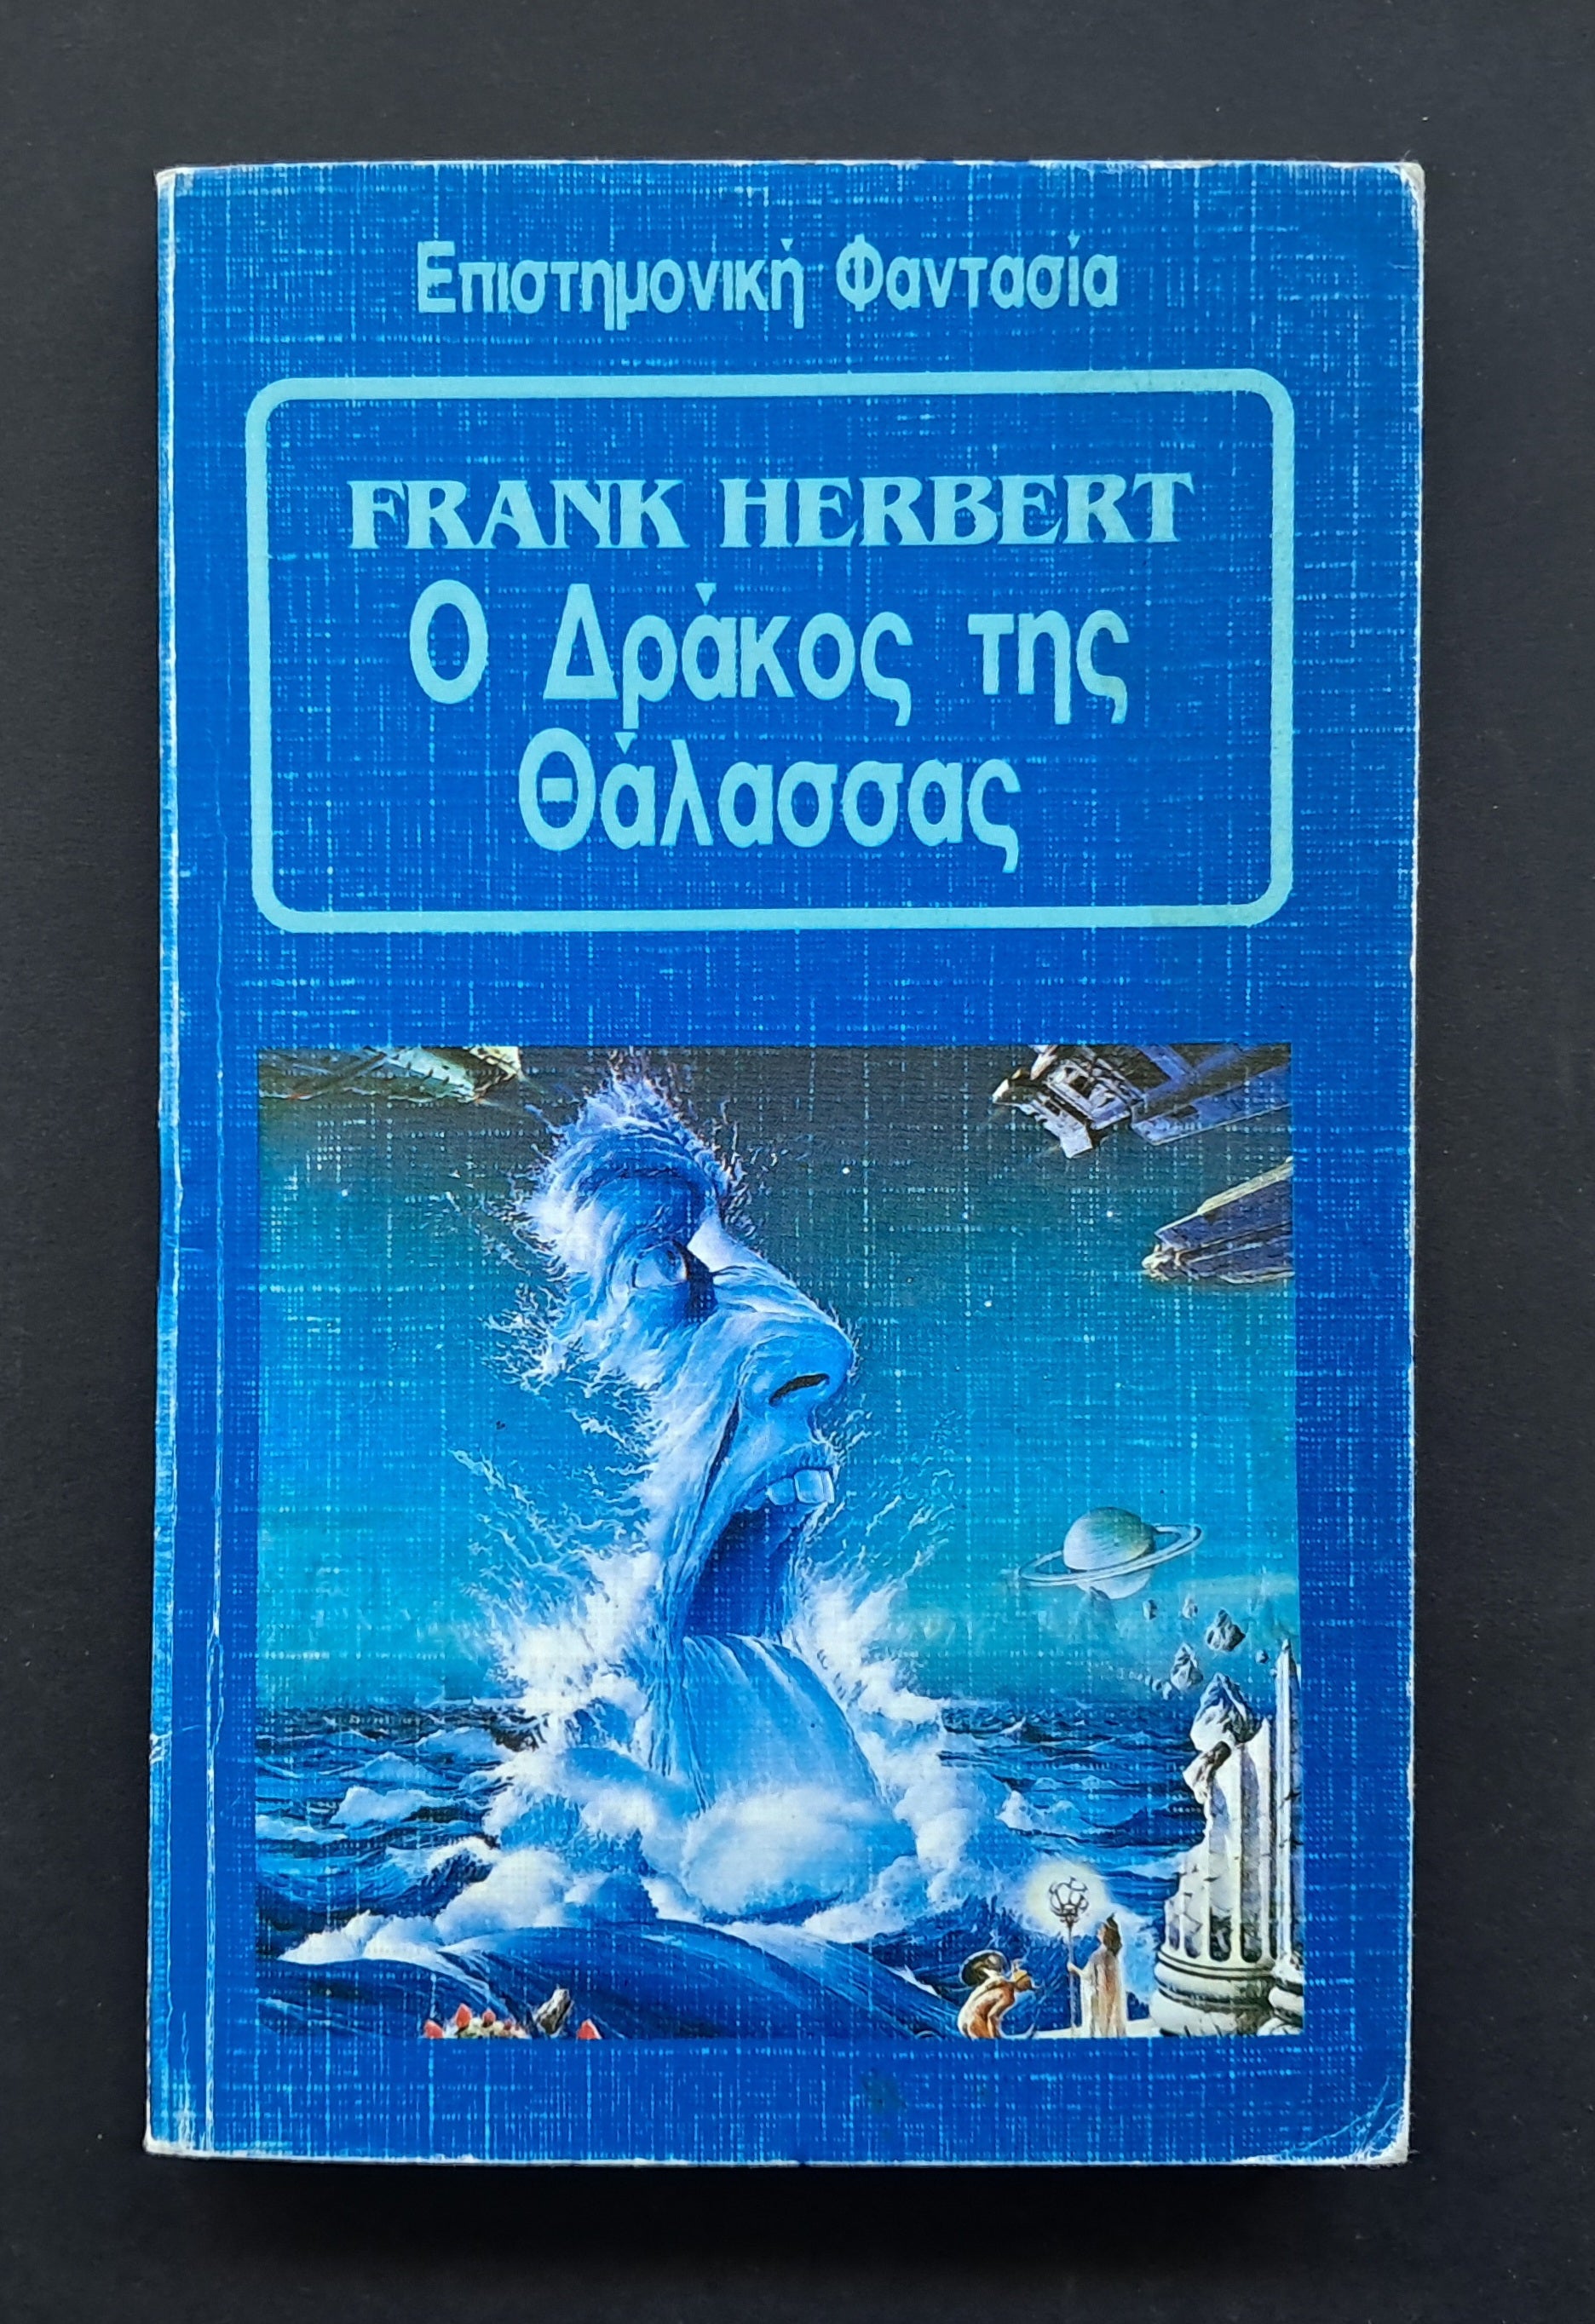 Επιστημονική Φαντασία
FRANK HERBERT
Ο Δράκος της
Θάλασσας